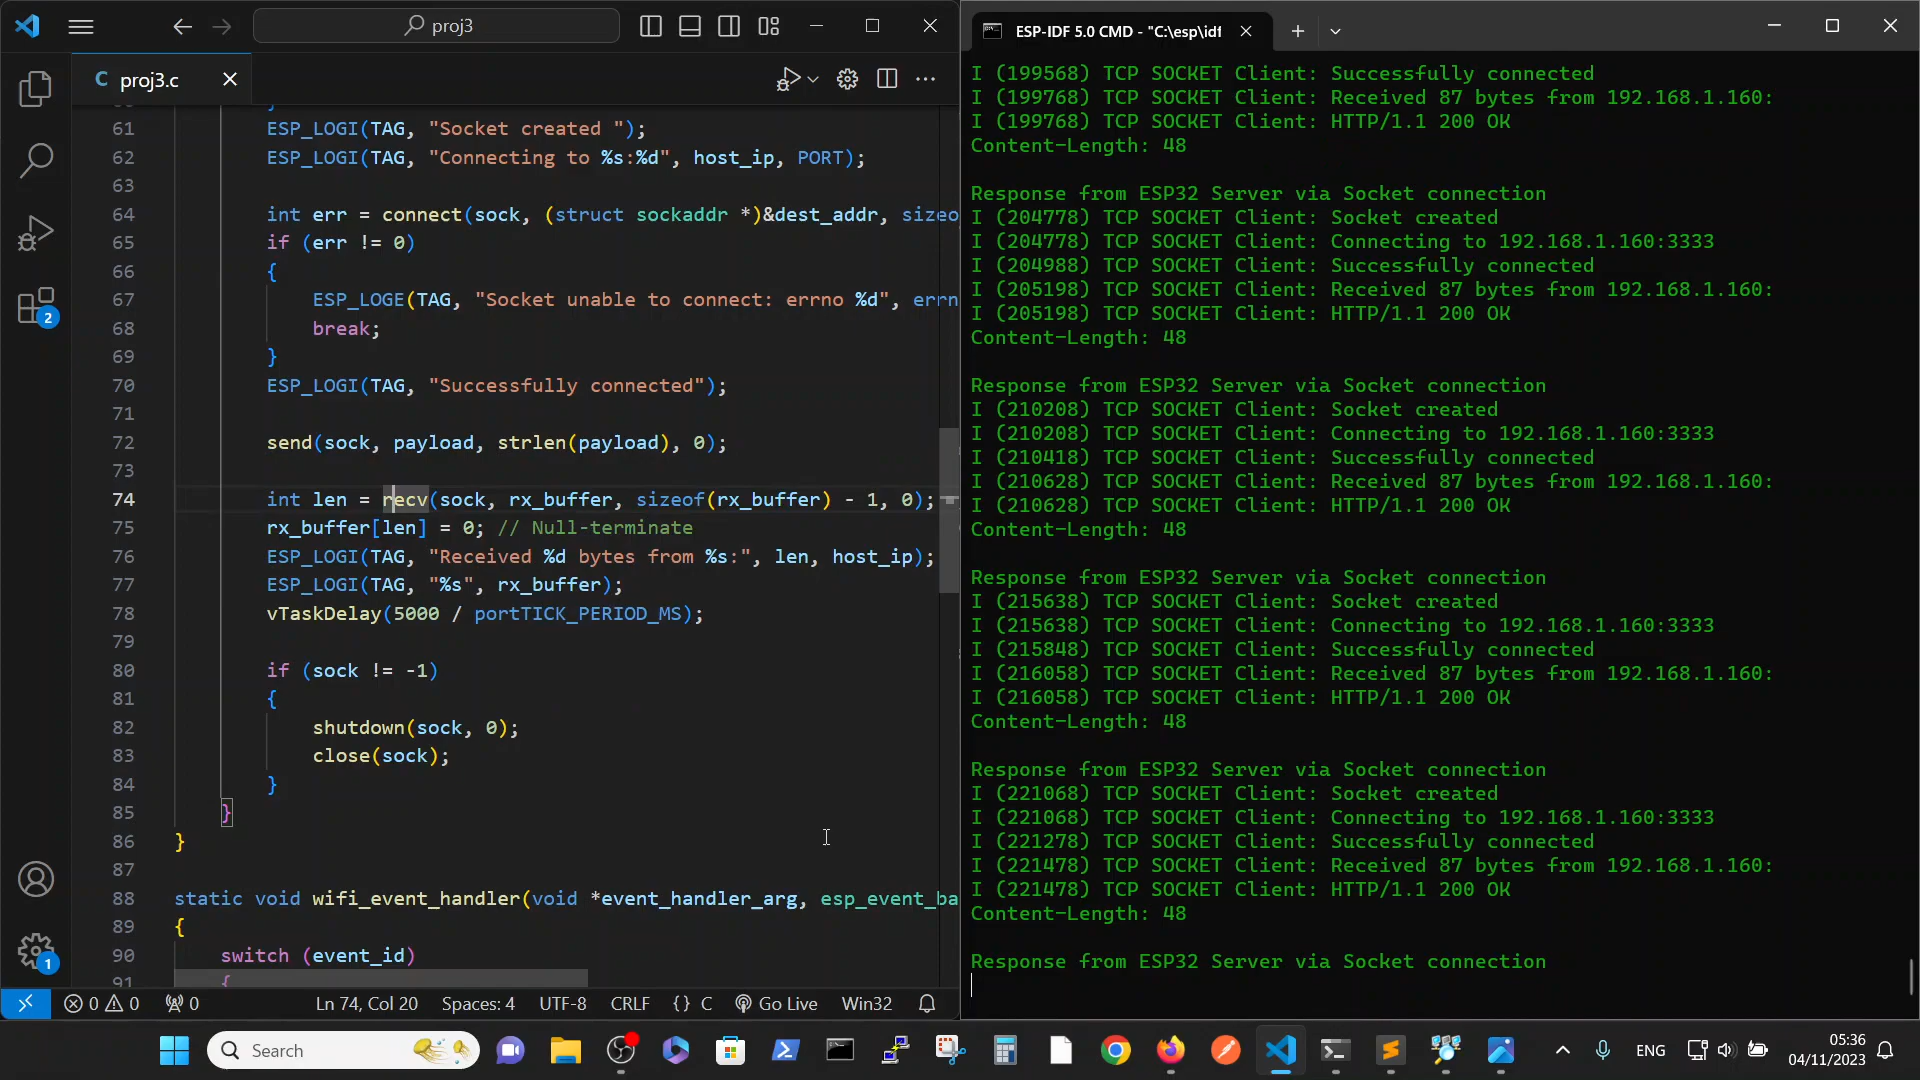 proj3
proj3.c
61 ESP_LOGI(TAG, "Socket created ");
62 ESP_LOGI(TAG, "Connecting to %s:%d", host_ip, PORT);
63
64 int err = connect(sock, (struct sockaddr *)&dest_addr, sizeo
65 if (err != 0)
66 {
67 ESP_LOGE(TAG, "Socket unable to connect: errno %d", errn
68 break;
69 }
70 ESP_LOGI(TAG, "Successfully connected");
71
72 send(sock, payload, strlen(payload), 0);
73
74 int len = recv(sock, rx_buffer, sizeof(rx_buffer) - 1, 0);
75 rx_buffer[len] = 0; // Null-terminate
76 ESP_LOGI(TAG, "Received %d bytes from %s:", len, host_ip);
77 ESP_LOGI(TAG, "%s", rx_buffer);
78 vTaskDelay(5000 / portTICK_PERIOD_MS);
79
80 if (sock != -1)
81 {
82 shutdown(sock, 0);
83 close(sock);
84 }
85 }
86 }
87
88 static void wifi_event_handler(void *event_handler_arg, esp_event_ba
89 {
90 switch (event_id)
91 {
2
1
0 0 0 Ln 74, Col 20 Spaces: 4 UTF-8 CRLF {} C Go Live Win32
ESP-IDF 5.0 CMD - "C:\esp\idf
I (199568) TCP SOCKET Client: Successfully connected
I (199768) TCP SOCKET Client: Received 87 bytes from 192.168.1.160:
I (199768) TCP SOCKET Client: HTTP/1.1 200 OK
Content-Length: 48
Response from ESP32 Server via Socket connection
I (204778) TCP SOCKET Client: Socket created
I (204778) TCP SOCKET Client: Connecting to 192.168.1.160:3333
I (204988) TCP SOCKET Client: Successfully connected
I (205198) TCP SOCKET Client: Received 87 bytes from 192.168.1.160:
I (205198) TCP SOCKET Client: HTTP/1.1 200 OK
Content-Length: 48
Response from ESP32 Server via Socket connection
I (210208) TCP SOCKET Client: Socket created
I (210208) TCP SOCKET Client: Connecting to 192.168.1.160:3333
I (210418) TCP SOCKET Client: Successfully connected
I (210628) TCP SOCKET Client: Received 87 bytes from 192.168.1.160:
I (210628) TCP SOCKET Client: HTTP/1.1 200 OK
Content-Length: 48
Response from ESP32 Server via Socket connection
I (215638) TCP SOCKET Client: Socket created
I (215638) TCP SOCKET Client: Connecting to 192.168.1.160:3333
I (215848) TCP SOCKET Client: Successfully connected
I (216058) TCP SOCKET Client: Received 87 bytes from 192.168.1.160:
I (216058) TCP SOCKET Client: HTTP/1.1 200 OK
Content-Length: 48
Response from ESP32 Server via Socket connection
I (221068) TCP SOCKET Client: Socket created
I (221068) TCP SOCKET Client: Connecting to 192.168.1.160:3333
I (221278) TCP SOCKET Client: Successfully connected
I (221478) TCP SOCKET Client: Received 87 bytes from 192.168.1.160:
I (221478) TCP SOCKET Client: HTTP/1.1 200 OK
Content-Length: 48
Response from ESP32 Server via Socket connection
Search
ENG
05:36
04/11/2023